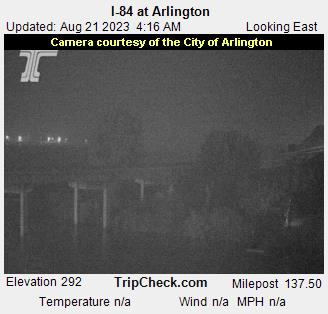 I-84 at Arlington
Updated: Aug 21 2023 4:16 AM Looking East
Camera courtesy of the City of Arlington
Elevation 292 TripCheck.com Milepost 137.50
Temperature n/a Wind n/a MPH n/a